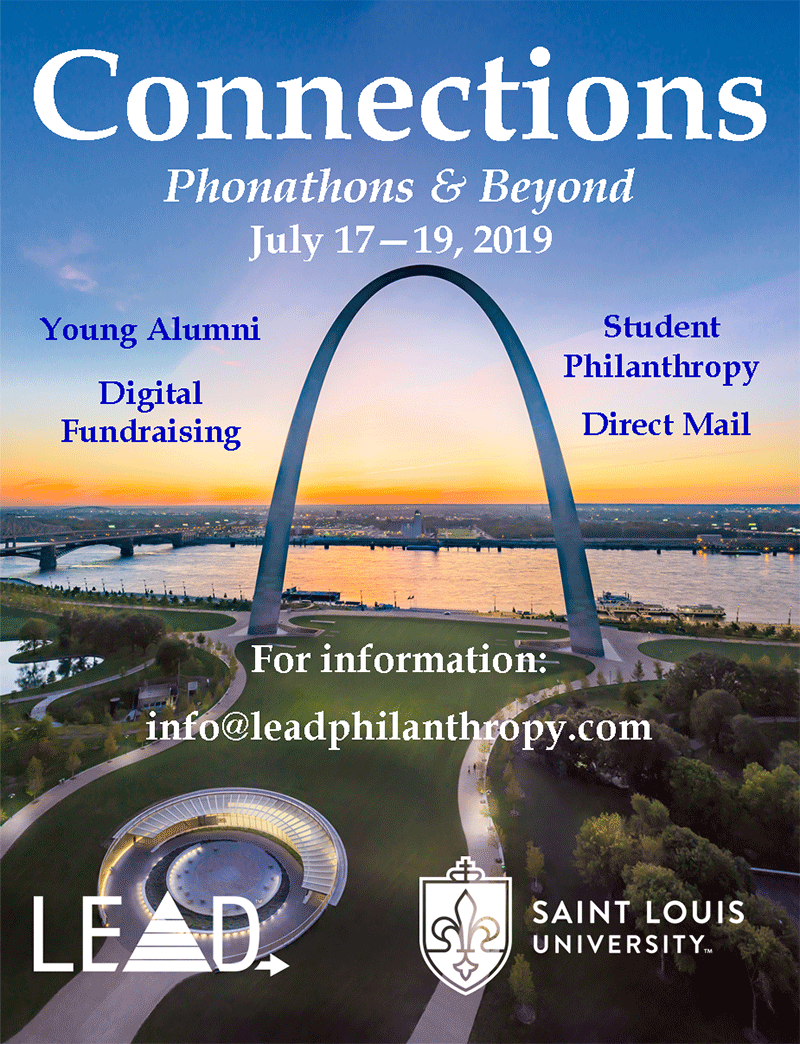 Connections
Phonathons & Beyond
July 17—19, 2019
Young Alumni
Digital
Fundraising
Student
Philanthropy
Direct Mail
For information:
info@leadphilanthropy.com
LEAD
SAINT LOUIS
UNIVERSITY™